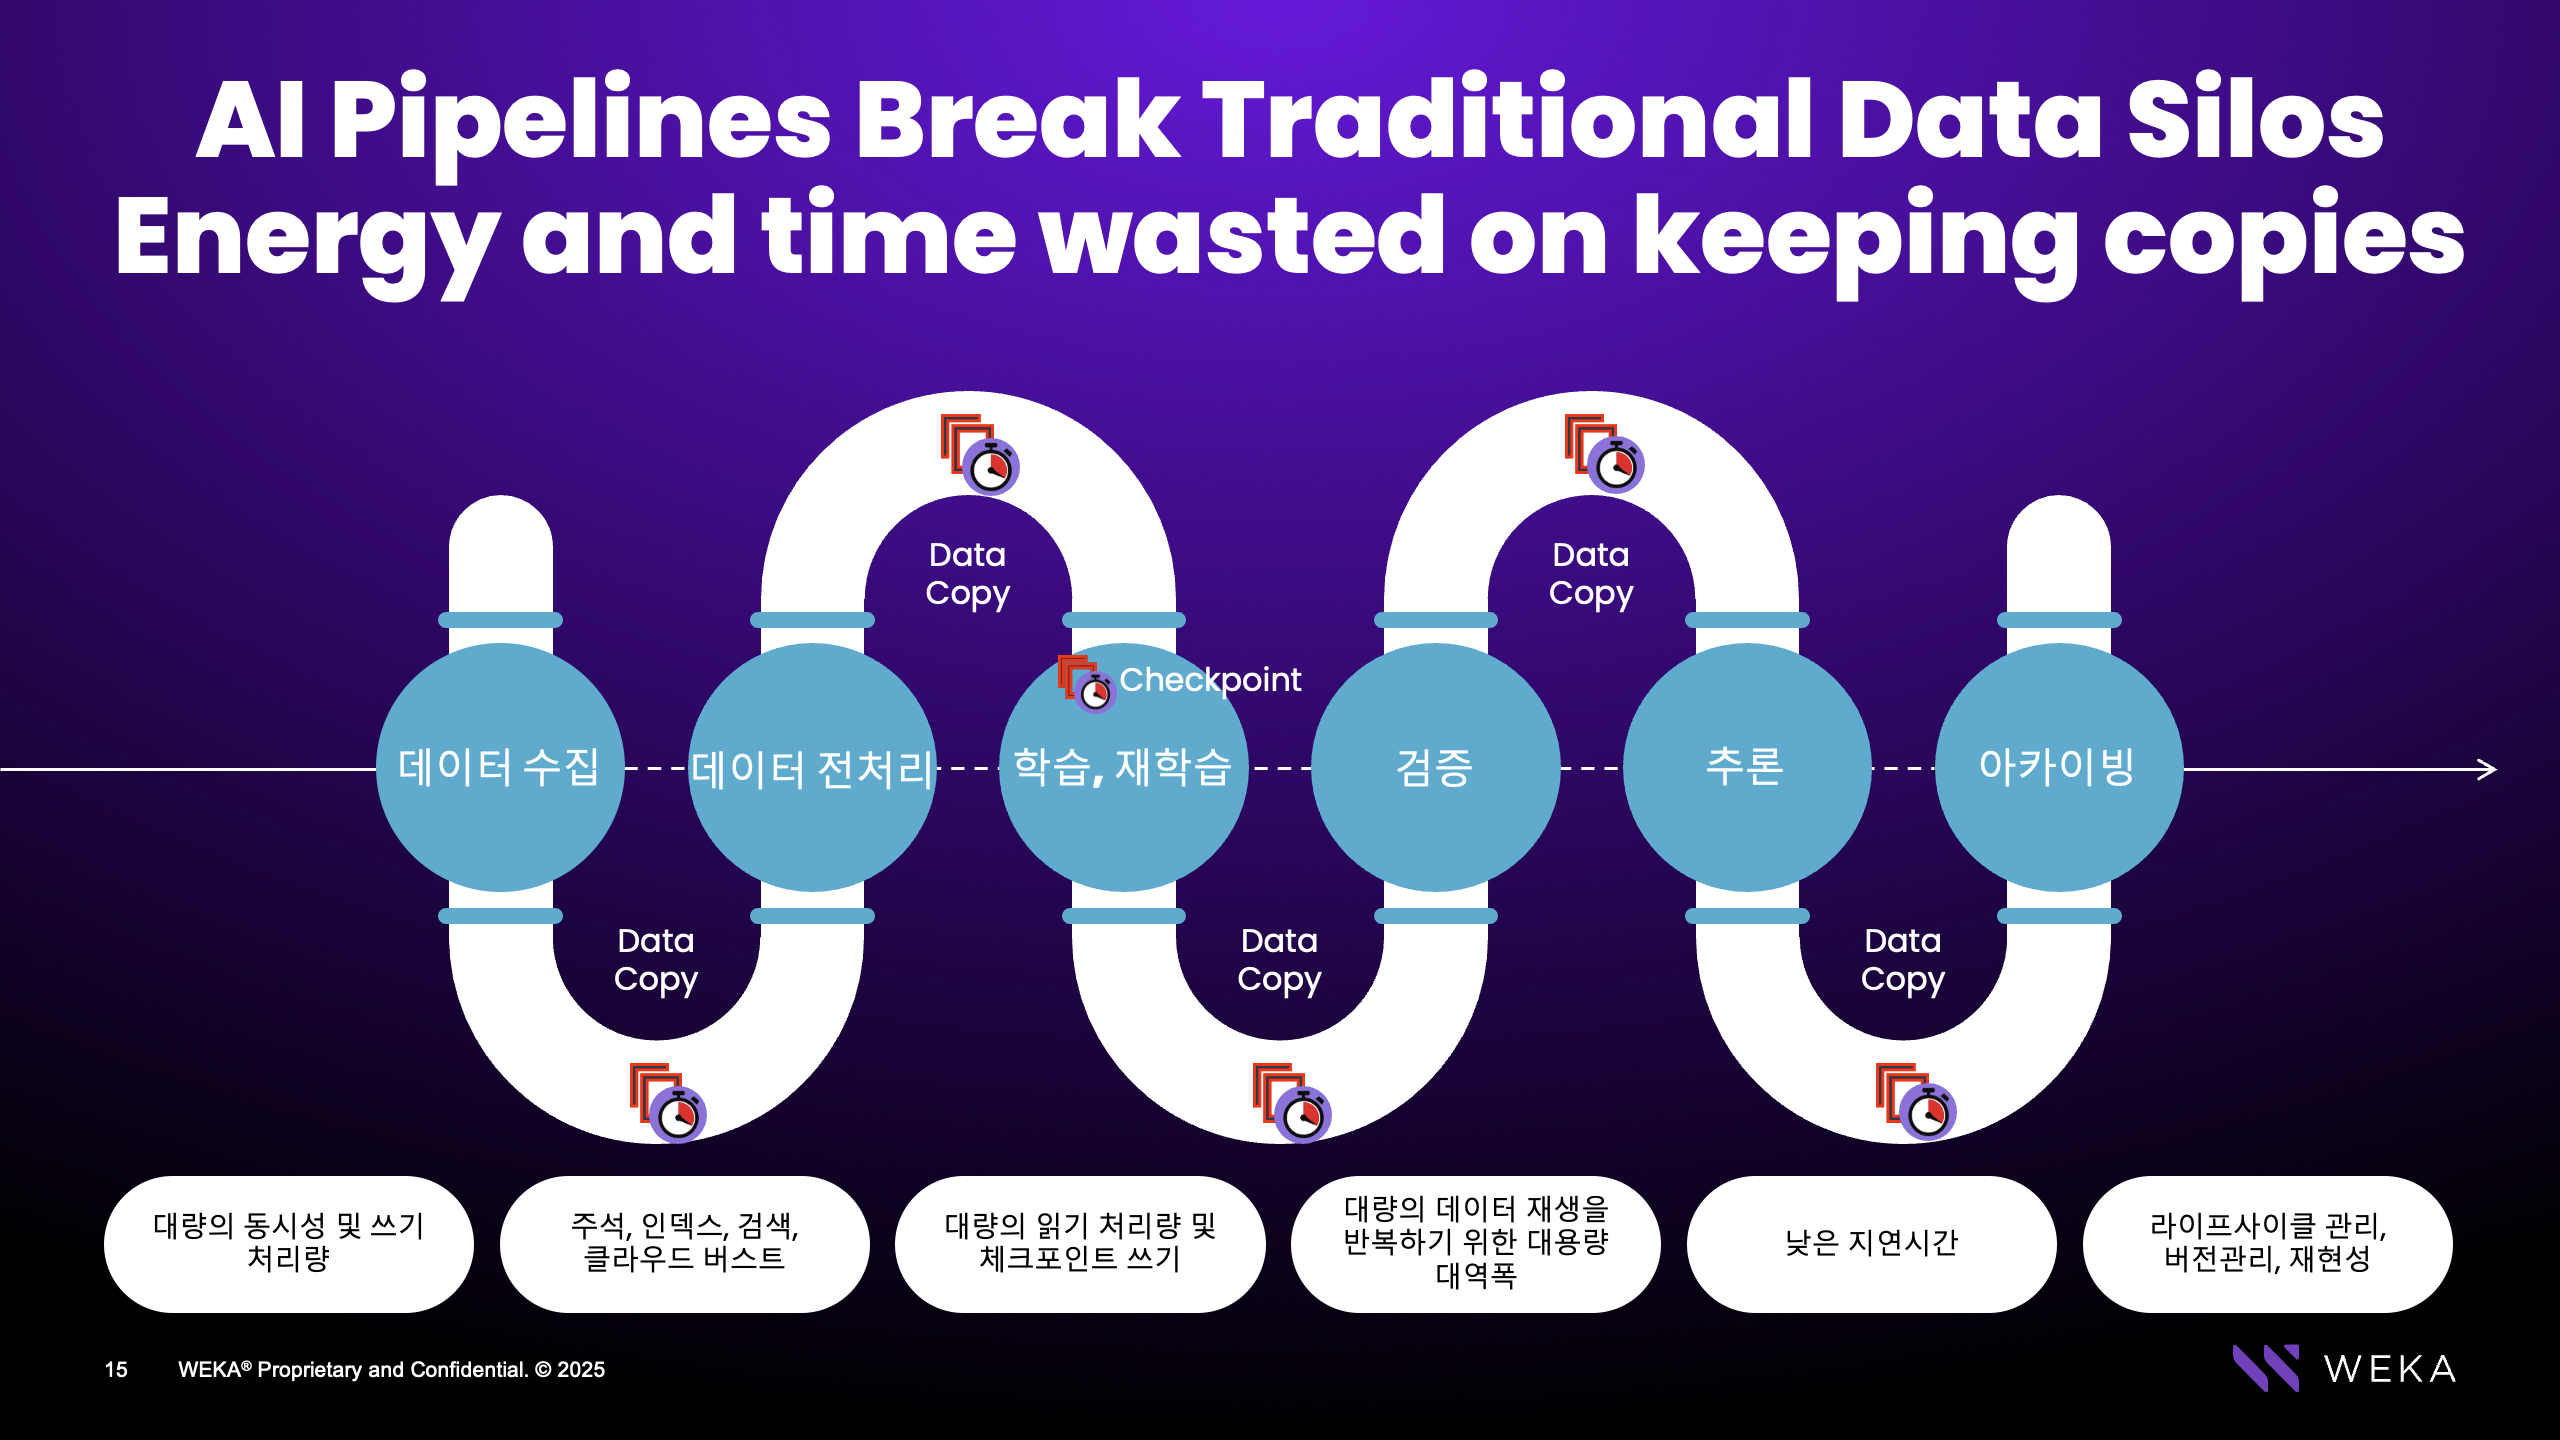 AI Pipelines Break Traditional Data Silos
Energy and time wasted on keeping copies
Data
Copy
Data
Copy
Checkpoint
데이터 수집
데이터 전처리
학습, 재학습
검증
추론
아카이빙
Data
Copy
Data
Copy
Data
Copy
대량의 동시성 및 쓰기
처리량
주석, 인덱스, 검색,
클라우드 버스트
대량의 읽기 처리량 및
체크포인트 쓰기
대량의 데이터 재생을
반복하기 위한 대용량
대역폭
낮은 지연시간
라이프사이클 관리,
버전관리, 재현성
15
WEKA® Proprietary and Confidential. © 2025
WEKA